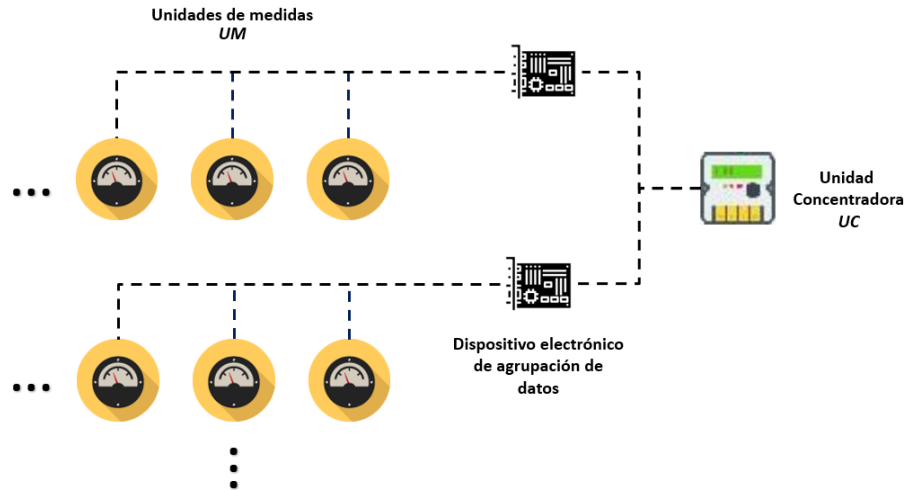 Unidades de medidas
UM
Unidad
Concentradora
UC
Dispositivo electrónico
de agrupación de
datos